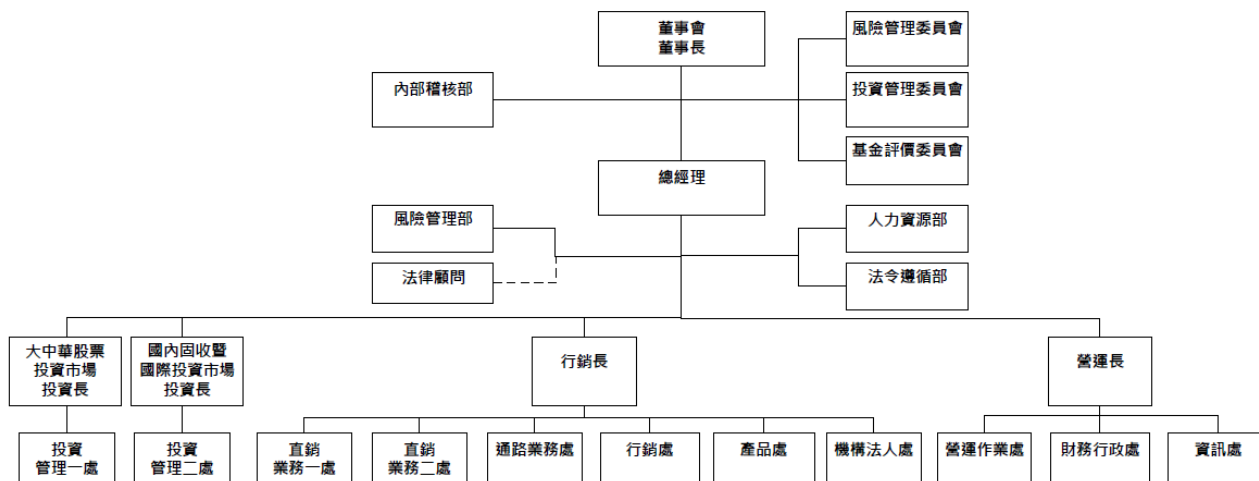 董事會
董事長
風險管理委員會
內部稽核部
投資管理委員會
基金評價委員會
總經理
風險管理部
人力資源部
法律顧問
法令遵循部
大中華股票
投資市場
投資長
國內固收暨
國際投資市場
投資長
行銷長
營運長
投資
管理一處
投資
管理二處
直銷
業務一處
直銷
業務二處
通路業務處
行銷處
產品處
機構法人處
營運作業處
財務行政處
資訊處